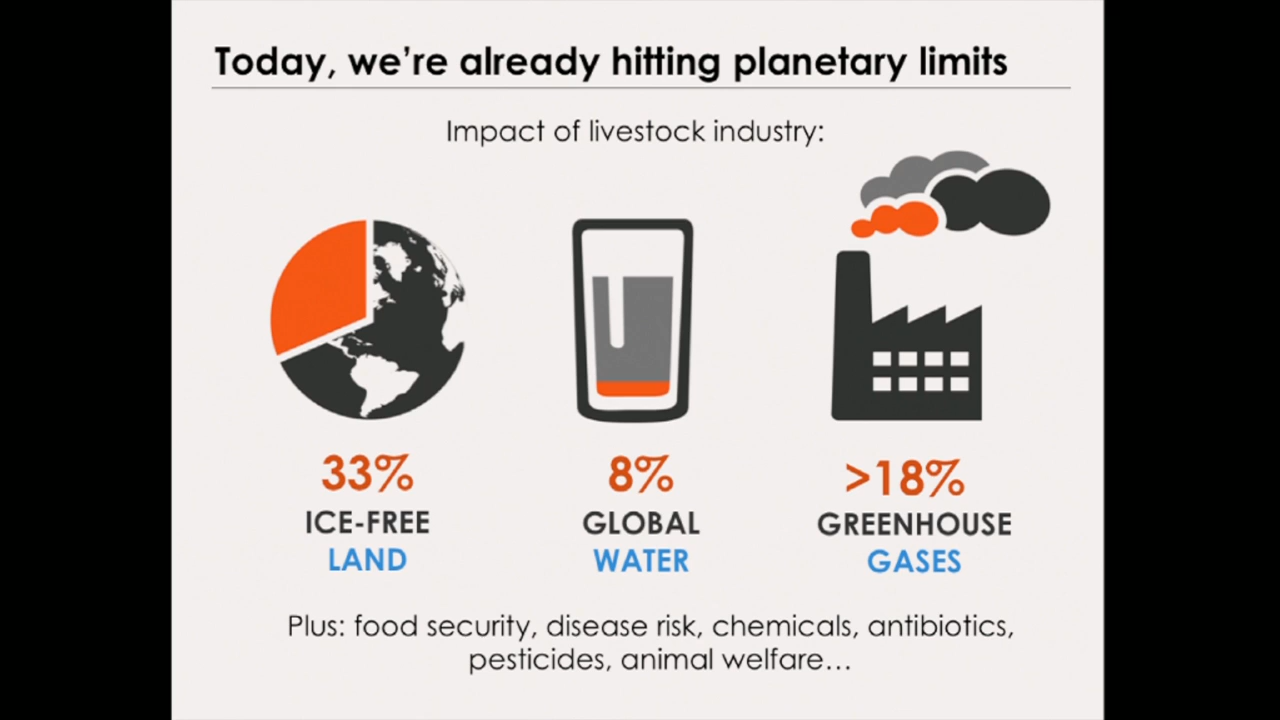 Today, we're already hitting planetary limits
Impact of livestock industry:
33%
ICE-FREE
LAND
8%
GLOBAL
WATER
>18%
GREENHOUSE
GASES
Plus: food security, disease risk, chemicals, antibiotics,
pesticides, animal welfare…